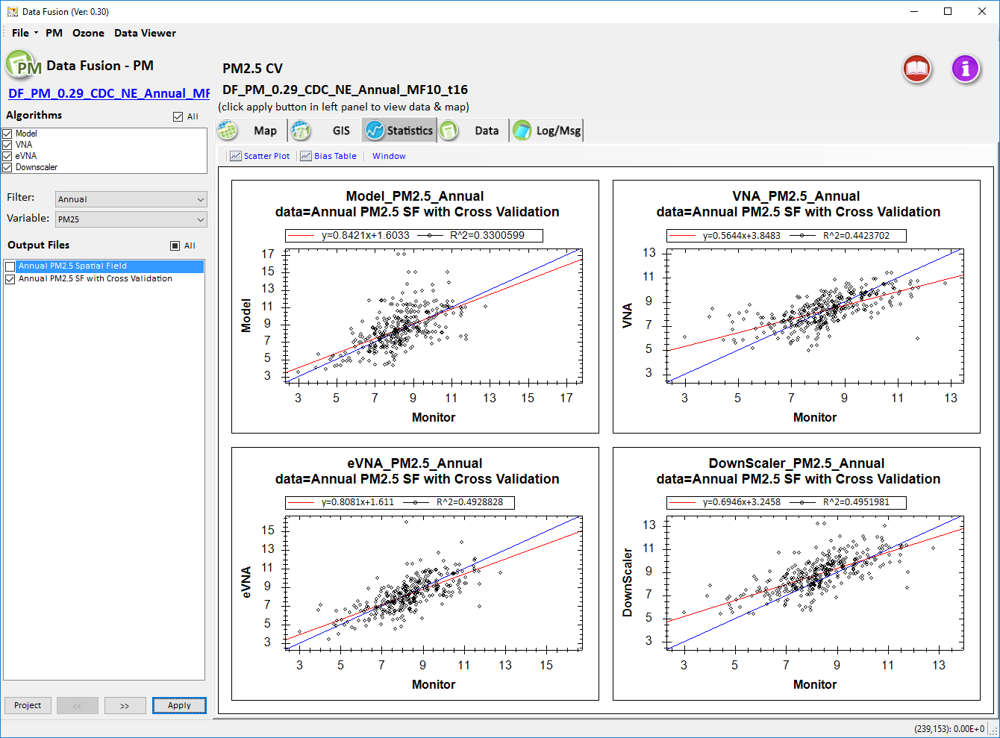 Data Fusion (Ver: 0.30)
File PM Ozone Data Viewer
PM Data Fusion - PM
DF_PM_0.29_CDC_NE_Annual_MF
Algorithms
All
Model
VNA
eVNA
Downscaler
Filter: Annual
Variable: PM25
Output Files
All
Annual PM2.5 Spatial Field
Annual PM2.5 SF with Cross Validation
Project << >> Apply
PM2.5 CV
DF_PM_0.29_CDC_NE_Annual_MF10_t16
(click apply button in left panel to view data & map)
i
Map GIS Statistics Data Log/Msg
Scatter Plot Bias Table Window
Model_PM2.5_Annual
data=Annual PM2.5 SF with Cross Validation
y=0.8421x+1.6033 R^2=0.3300599
17
15
13
11
9
7
5
3
Model
3 5 7 9 11 13 15 17
Monitor
VNA_PM2.5_Annual
data=Annual PM2.5 SF with Cross Validation
y=0.5644x+3.8483 R^2=0.4423702
13
11
9
7
5
3
VNA
3 5 7 9 11 13
Monitor
eVNA_PM2.5_Annual
data=Annual PM2.5 SF with Cross Validation
y=0.8081x+1.611 R^2=0.4928828
15
13
11
9
7
5
3
eVNA
3 5 7 9 11 13 15
Monitor
DownScaler_PM2.5_Annual
data=Annual PM2.5 SF with Cross Validation
y=0.6946x+3.2458 R^2=0.4951981
13
11
9
7
5
3
DownScaler
3 5 7 9 11 13
Monitor
(239,153): 0.00E+0